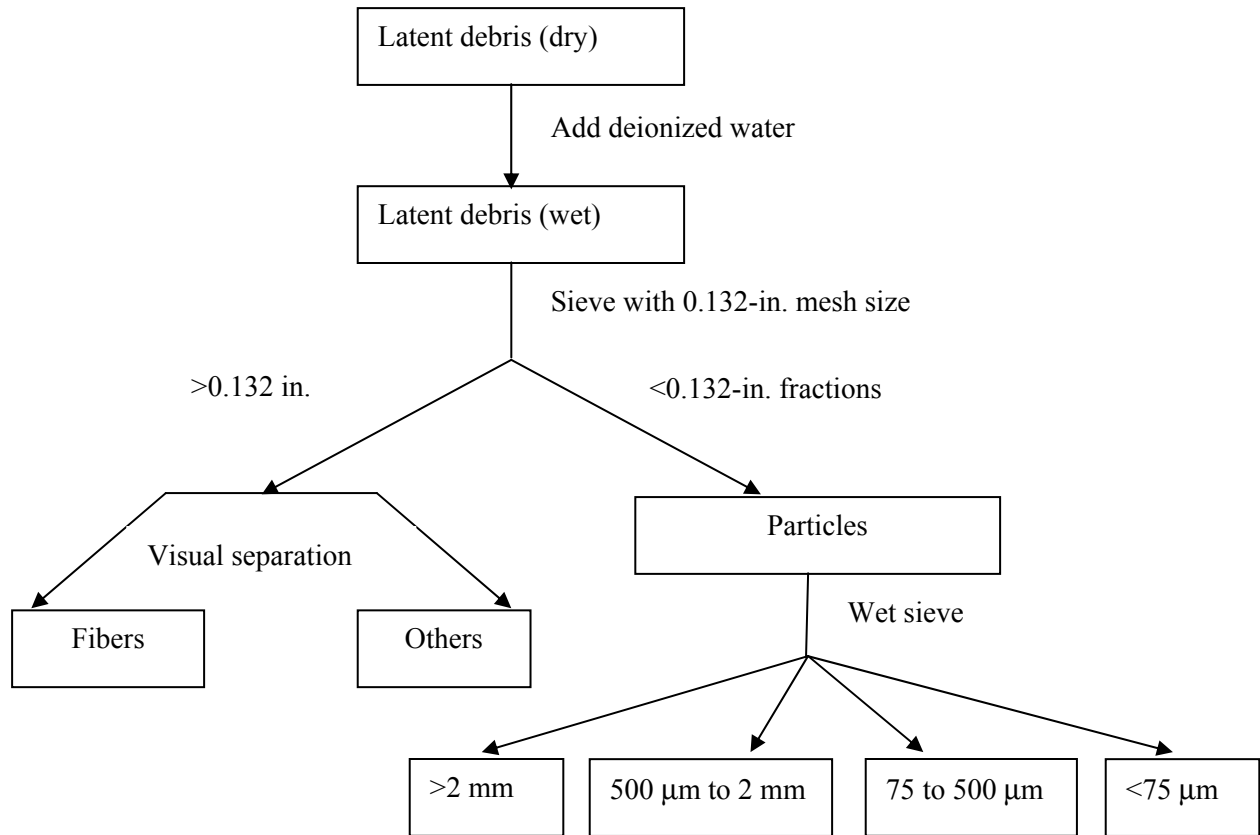 Latent debris (dry)
Add deionized water
Latent debris (wet)
Sieve with 0.132-in. mesh size
>0.132 in.
<0.132-in. fractions
Visual separation
Particles
Fibers
Others
Wet sieve
>2 mm
500 μm to 2 mm
75 to 500 μm
<75 μm